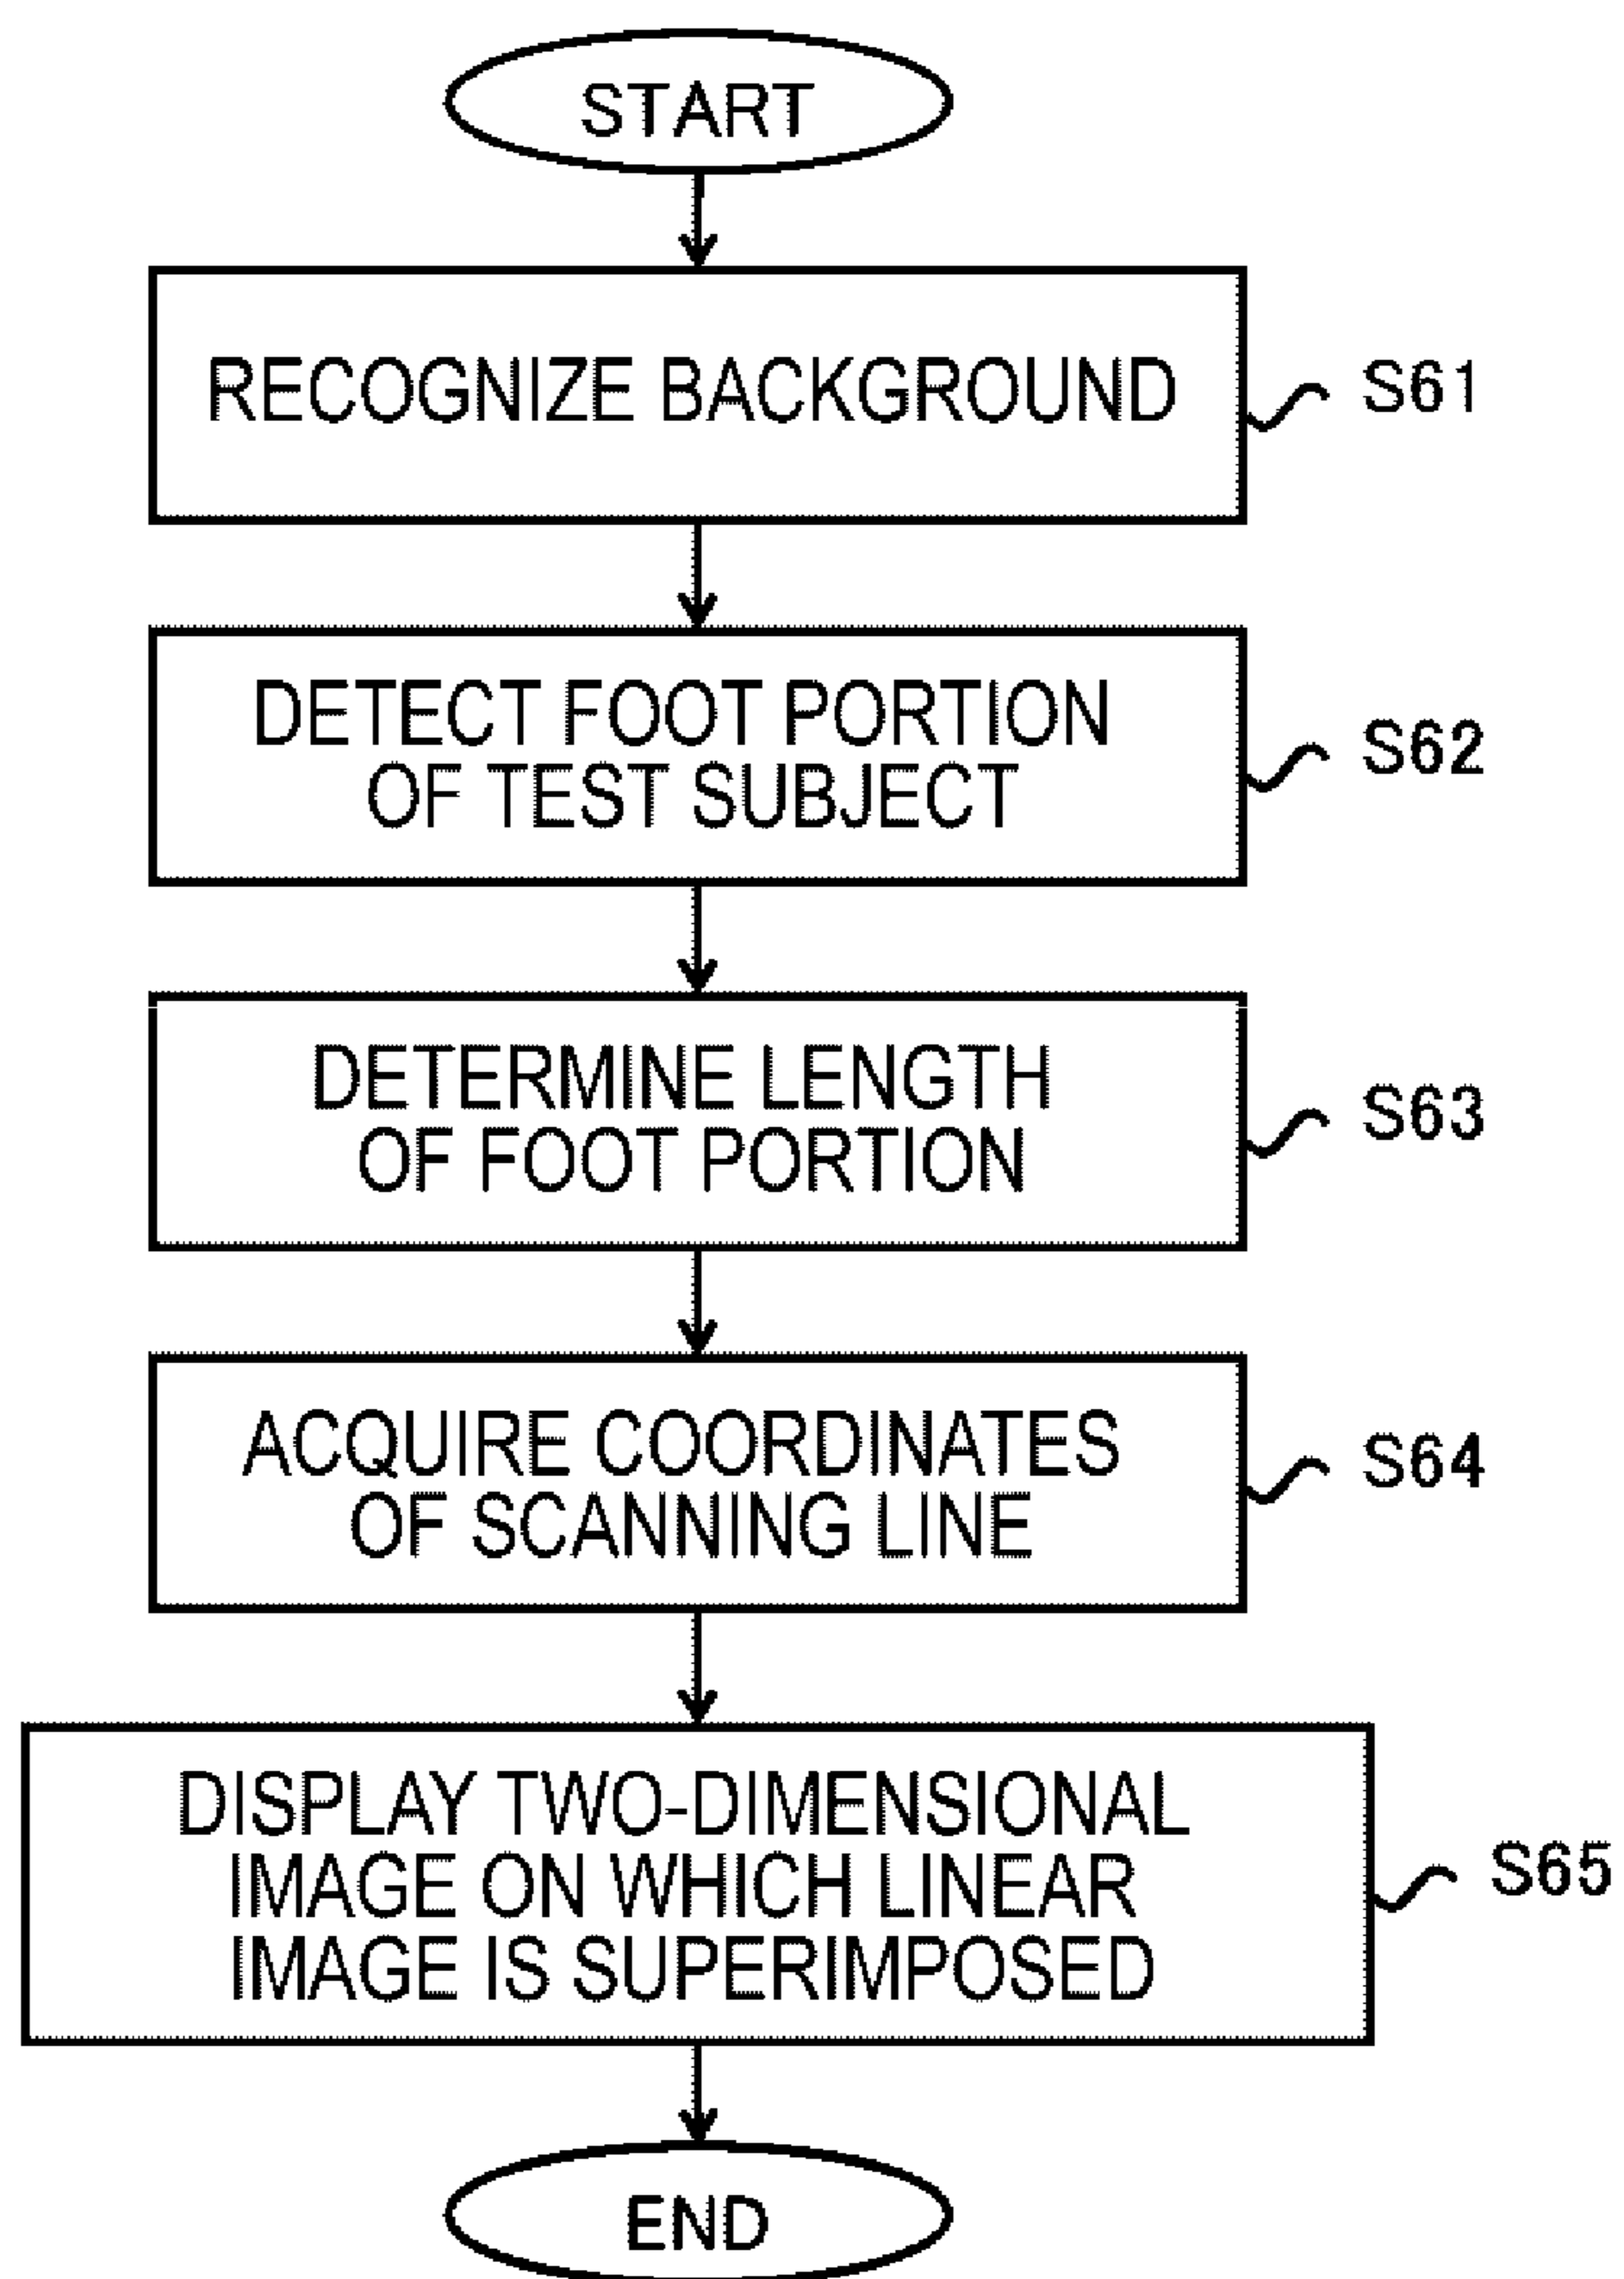 START
RECOGNIZE BACKGROUND
S61
DETECT FOOT PORTION
OF TEST SUBJECT
S62
DETERMINE LENGTH
OF FOOT PORTION
S63
ACQUIRE COORDINATES
OF SCANNING LINE
S64
DISPLAY TWO-DIMENSIONAL
IMAGE ON WHICH LINEAR
IMAGE IS SUPERIMPOSED
S65
END